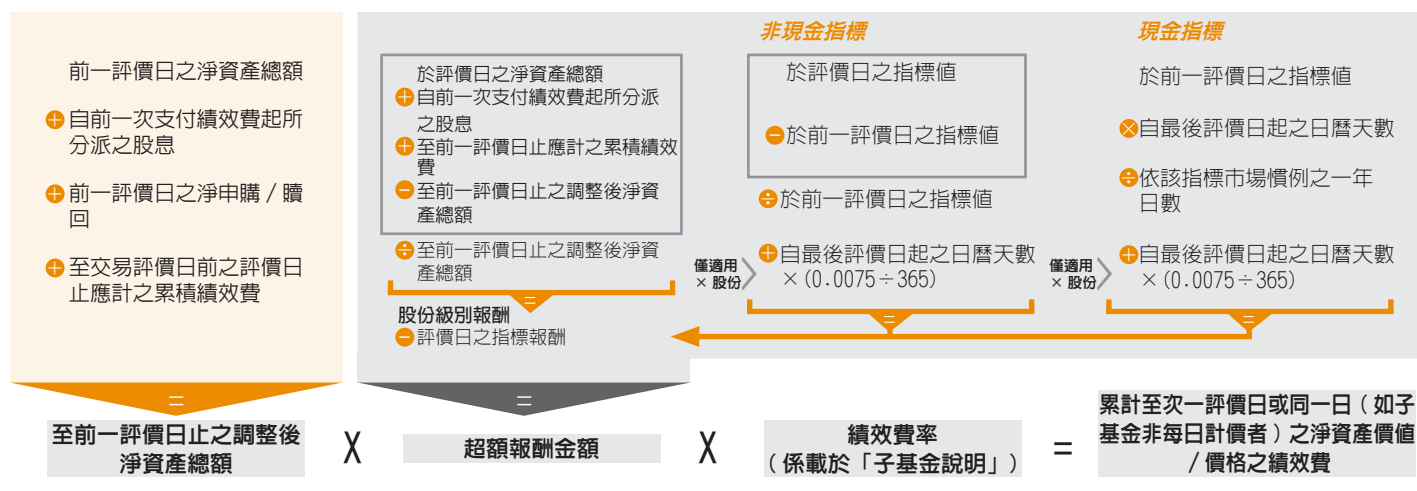 前一評價日之淨資產總額
+ 自前一次支付績效費起所
分派之股息
+ 前一評價日之淨申購 / 贖
回
+ 至交易評價日前之評價日
止應計之累積績效費
=
至前一評價日止之調整後
淨資產總額
X
於評價日之淨資產總額
+ 自前一次支付績效費起所分派
之股息
+ 至前一評價日止應計之累積績效
費
− 至前一評價日止之調整後淨資
產總額
÷ 至前一評價日止之調整後淨資
產總額
=
股份級別報酬
− 評價日之指標報酬
=
超額報酬金額
非現金指標
於評價日之指標值
− 於前一評價日之指標值
÷ 於前一評價日之指標值
僅適用
× 股份
+ 自最後評價日起之日曆天數
×(0.0075÷365)
=
現金指標
於前一評價日之指標值
× 自最後評價日起之日曆天數
÷ 依該指標市場慣例之一年
日數
僅適用
× 股份
+ 自最後評價日起之日曆天數
×(0.0075÷365)
=
X
績效費率
(係載於「子基金說明」)
=
累計至次一評價日或同一日(如子
基金非每日計價者)之淨資產價值
/ 價格之績效費